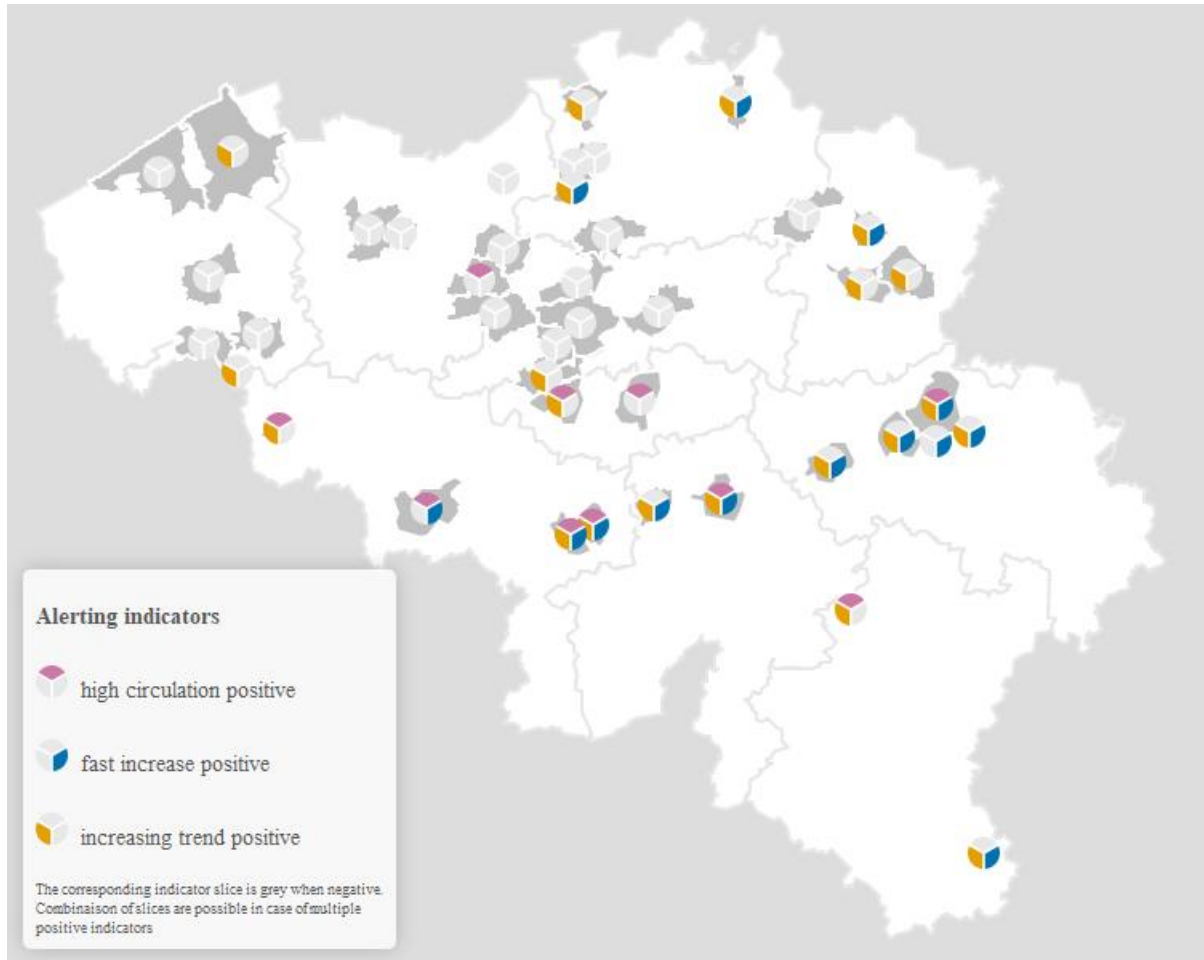 Alerting indicators
high circulation positive
fast increase positive
increasing trend positive
The corresponding indicator slice is grey when negative.
Combinaison of slices are possible in case of multiple
positive indicators